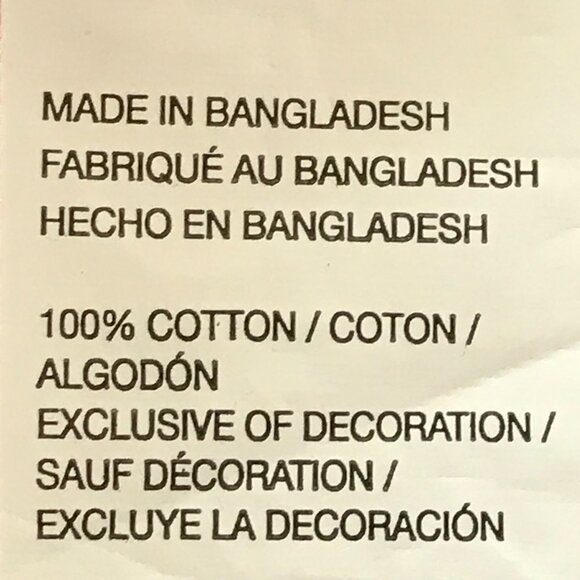 MADE IN BANGLADESH
FABRIQUÉ AU BANGLADESH
HECHO EN BANGLADESH
100% COTTON / COTON /
ALGODÓN
EXCLUSIVE OF DECORATION /
SAUF DÉCORATION /
EXCLUYE LA DECORACIÓN